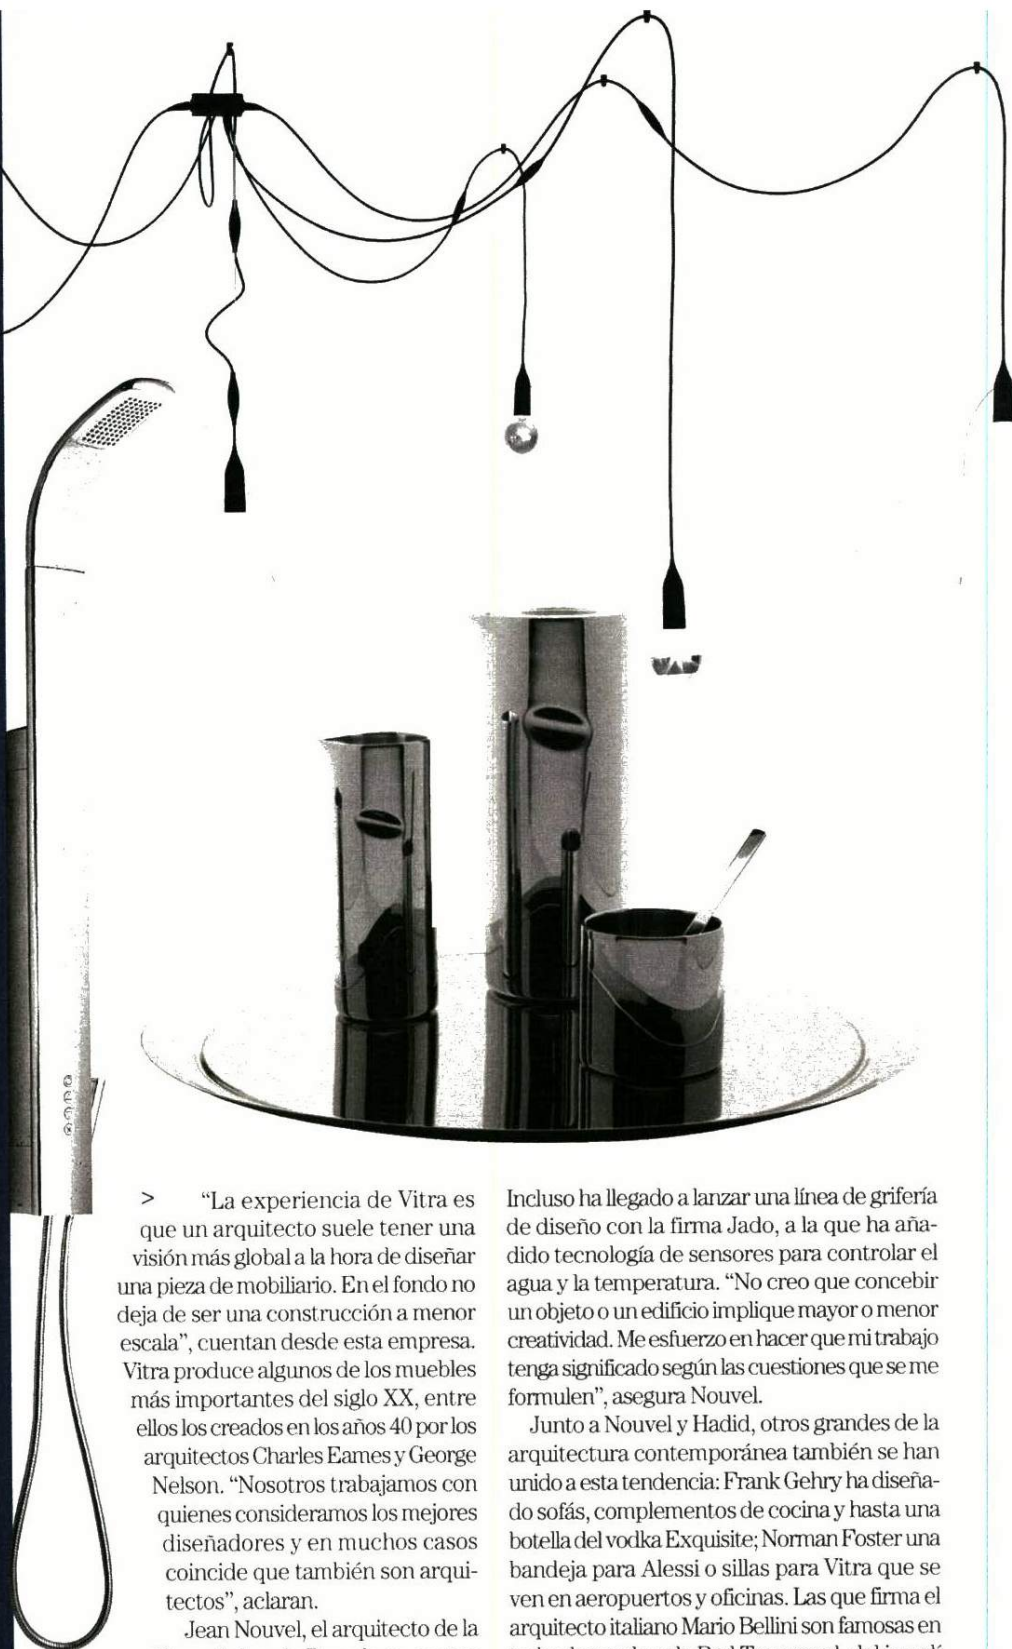 > “La experiencia de Vitra es
que un arquitecto suele tener una
visión más global a la hora de diseñar
una pieza de mobiliario. En el fondo no
deja de ser una construcción a menor
escala”, cuentan desde esta empresa.
Vitra produce algunos de los muebles
más importantes del siglo XX, entre
ellos los creados en los años 40 por los
arquitectos Charles Eames y George
Nelson. “Nosotros trabajamos con
quienes consideramos los mejores
diseñadores y en muchos casos
coincide que también son arqui-
tectos”, aclaran.
Jean Nouvel, el arquitecto de la
Incluso ha llegado a lanzar una línea de grifería
de diseño con la firma Jado, a la que ha aña-
dido tecnología de sensores para controlar el
agua y la temperatura. “No creo que concebir
un objeto o un edificio implique mayor o menor
creatividad. Me esfuerzo en hacer que mi trabajo
tenga significado según las cuestiones que se me
formulen”, asegura Nouvel.
Junto a Nouvel y Hadid, otros grandes de la
arquitectura contemporánea también se han
unido a esta tendencia: Frank Gehry ha diseña-
do sofás, complementos de cocina y hasta una
botella del vodka Exquisite; Norman Foster una
bandeja para Alessi o sillas para Vitra que se
ven en aeropuertos y oficinas. Las que firma el
arquitecto italiano Mario Bellini son famosas en